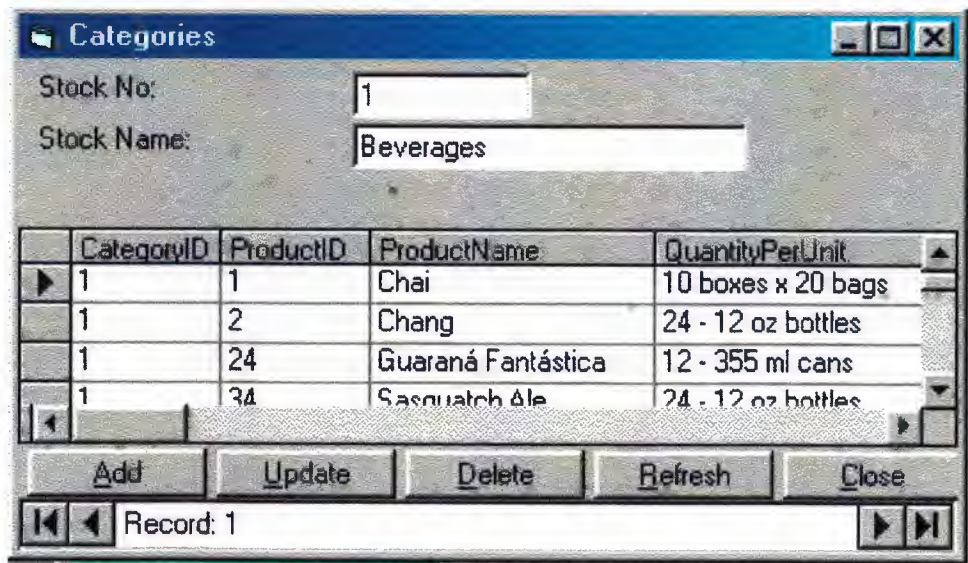 Categories
Stock No: 1
Stock Name: Beverages
CategoryID ProductID ProductName QuantityPerUnit
1 1 Chai 10 boxes x 20 bags
1 2 Chang 24 - 12 oz bottles
1 24 Guaraná Fantástica 12 - 355 ml cans
1 34 Sasquatch Ale 24 - 12 oz bottles
Add Update Delete Refresh Close
Record: 1